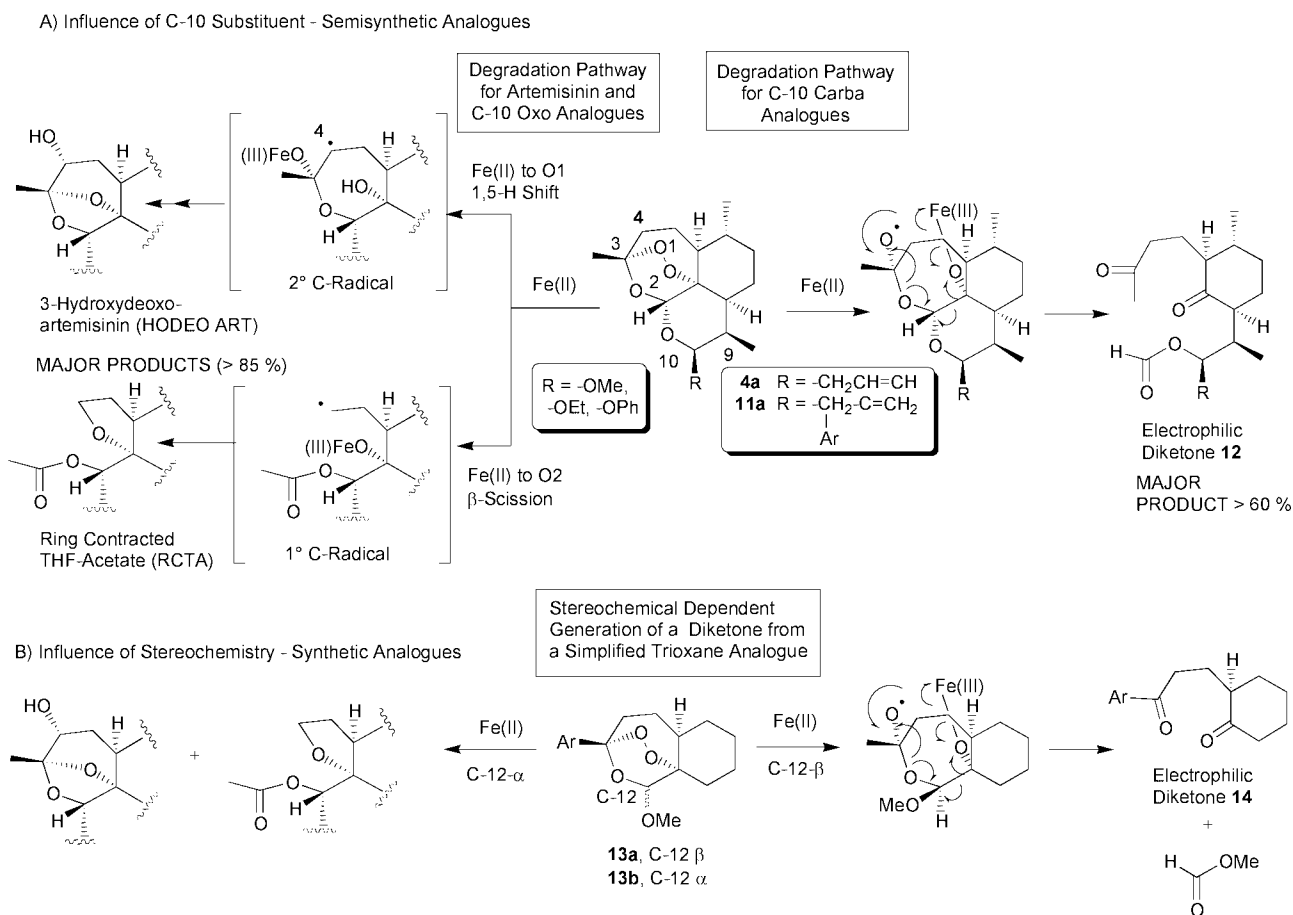 A) Influence of C-10 Substituent - Semisynthetic Analogues
Degradation Pathway
for Artemisinin and
C-10 Oxo Analogues
Degradation Pathway
for C-10 Carba
Analogues
HO
H
O
O
H
3-Hydroxydeoxo-
artemisinin (HODEO ART)
MAJOR PRODUCTS (> 85 %)
4
H
(III)FeO
HO
O
H
2° C-Radical
Fe(II) to O1
1,5-H Shift
Fe(II)
4
3
H
O1
O
2
O
H
O
H
10
9
R
R = -OMe,
-OEt, -OPh
Fe(II)
Fe(III)
O
H
O
O
H
O
H
R
4a R = -CH2CH=CH
11a R = -CH2-C=CH2
Ar
H
O
O
H
O
H
O
R
Electrophilic
Diketone 12
MAJOR
PRODUCT > 60 %
H
O
O
H
O
Ring Contracted
THF-Acetate (RCTA)
H
(III)FeO
O
H
O
1° C-Radical
Fe(II) to O2
β-Scission
Stereochemical Dependent
Generation of a Diketone from
a Simplified Trioxane Analogue
B) Influence of Stereochemistry - Synthetic Analogues
HO
H
O
O
H
+
H
O
O
H
O
Fe(II)
C-12-α
H
Ar
O
O
O
C-12
OMe
13a, C-12 β
13b, C-12 α
Fe(II)
C-12-β
Fe(III)
O
H
O
O
MeO
H
H
Ar
O
O
Electrophilic
Diketone 14
+
H
OMe
O